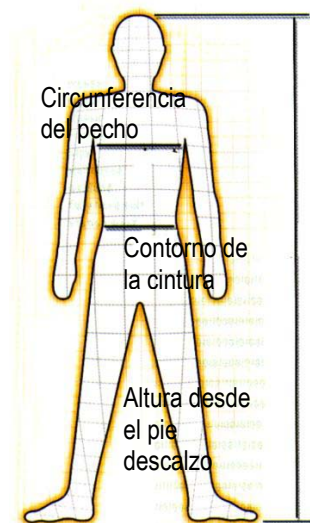 Circunferencia
del pecho
Contorno de
la cintura
Altura desde
el pie
descalzo